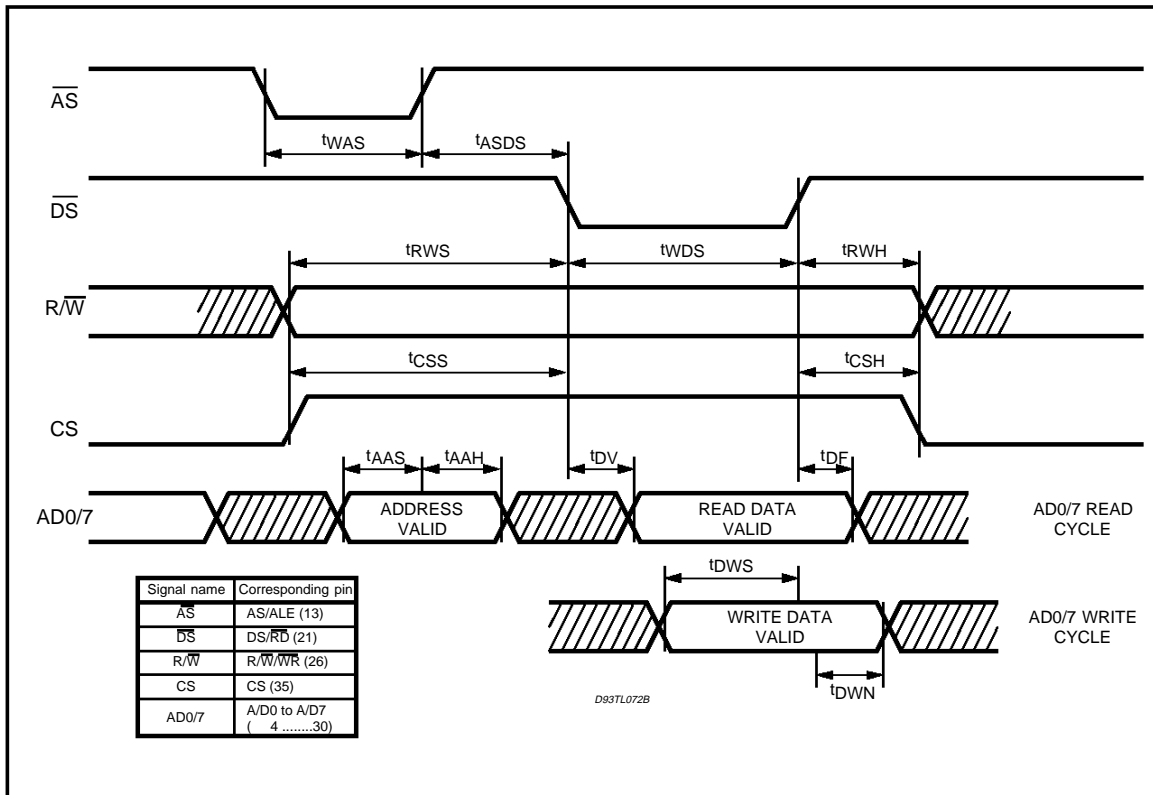 AS
tWAS
tASDS
DS
tRWS
tWDS
tRWH
R/W
tCSS
tCSH
CS
tAAS
tAAH
tDV
tDF
AD0/7
ADDRESS
VALID
READ DATA
VALID
AD0/7 READ
CYCLE
tDWS
WRITE DATA
VALID
AD0/7 WRITE
CYCLE
tDWN
D93TL072B
Signal name Corresponding pin
AS AS/ALE (13)
DS DS/RD (21)
R/W R/W/WR (26)
CS CS (35)
AD0/7 A/D0 to A/D7
( 4 ........30)